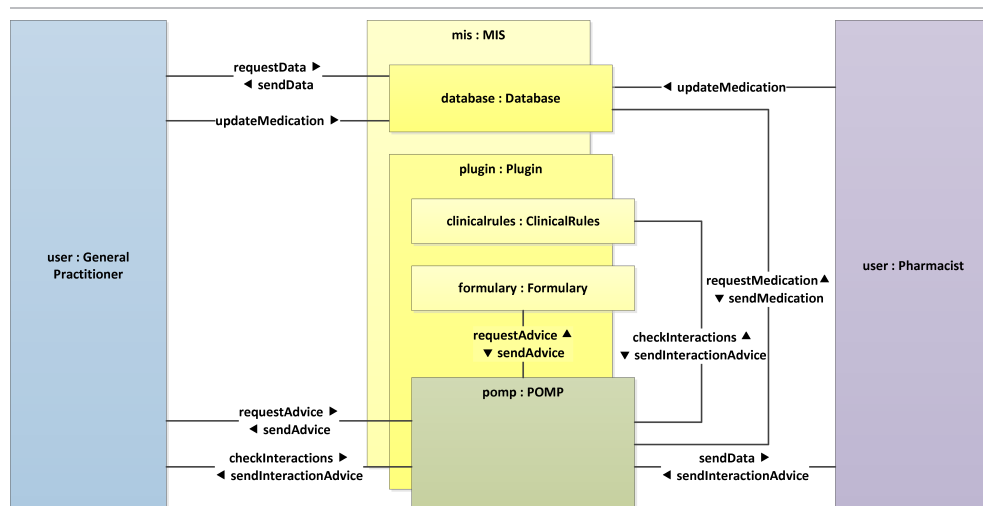 mis : MIS
requestData ►
◄ sendData
database : Database
◄ updateMedication
updateMedication ►
plugin : Plugin
clinicalrules : ClinicalRules
user : General
Practitioner
user : Pharmacist
formulary : Formulary
requestMedication ▲
▼ sendMedication
requestAdvice ▲
▼ sendAdvice
checkInteractions ▲
▼ sendInteractionAdvice
pomp : POMP
requestAdvice ►
◄ sendAdvice
checkInteractions ►
◄ sendInteractionAdvice
sendData ►
◄ sendInteractionAdvice